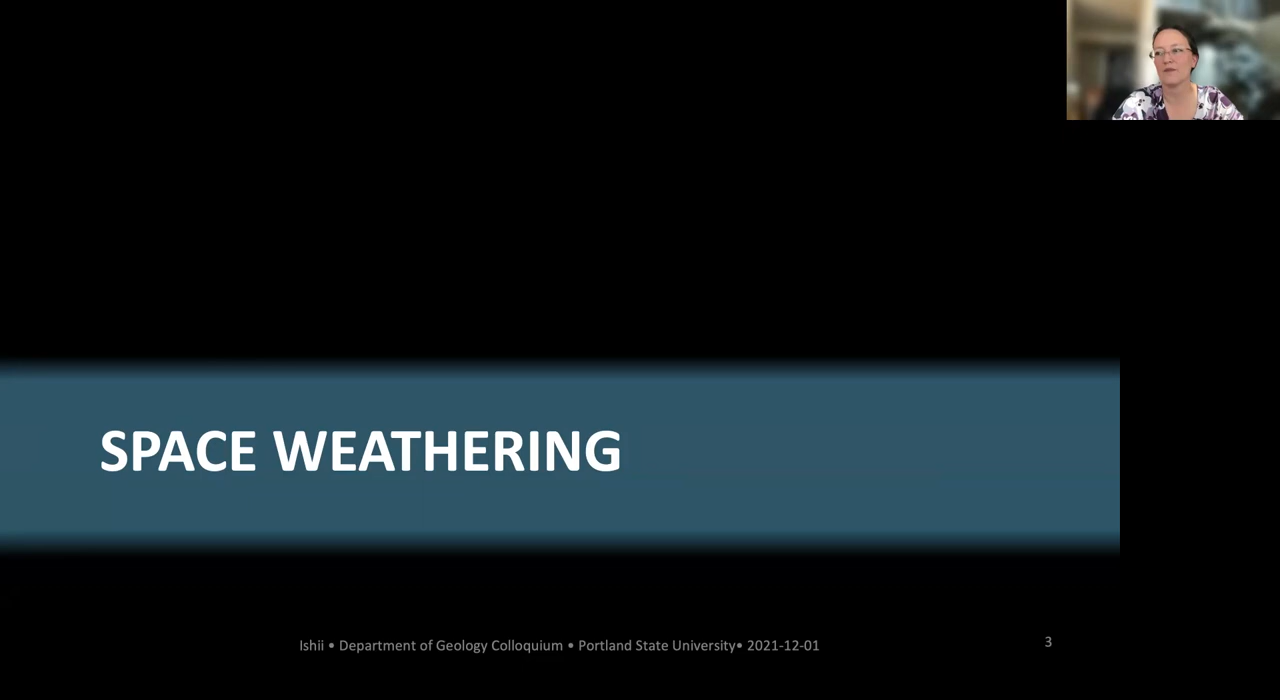 SPACE WEATHERING
Ishii • Department of Geology Colloquium • Portland State University• 2021-12-01
3